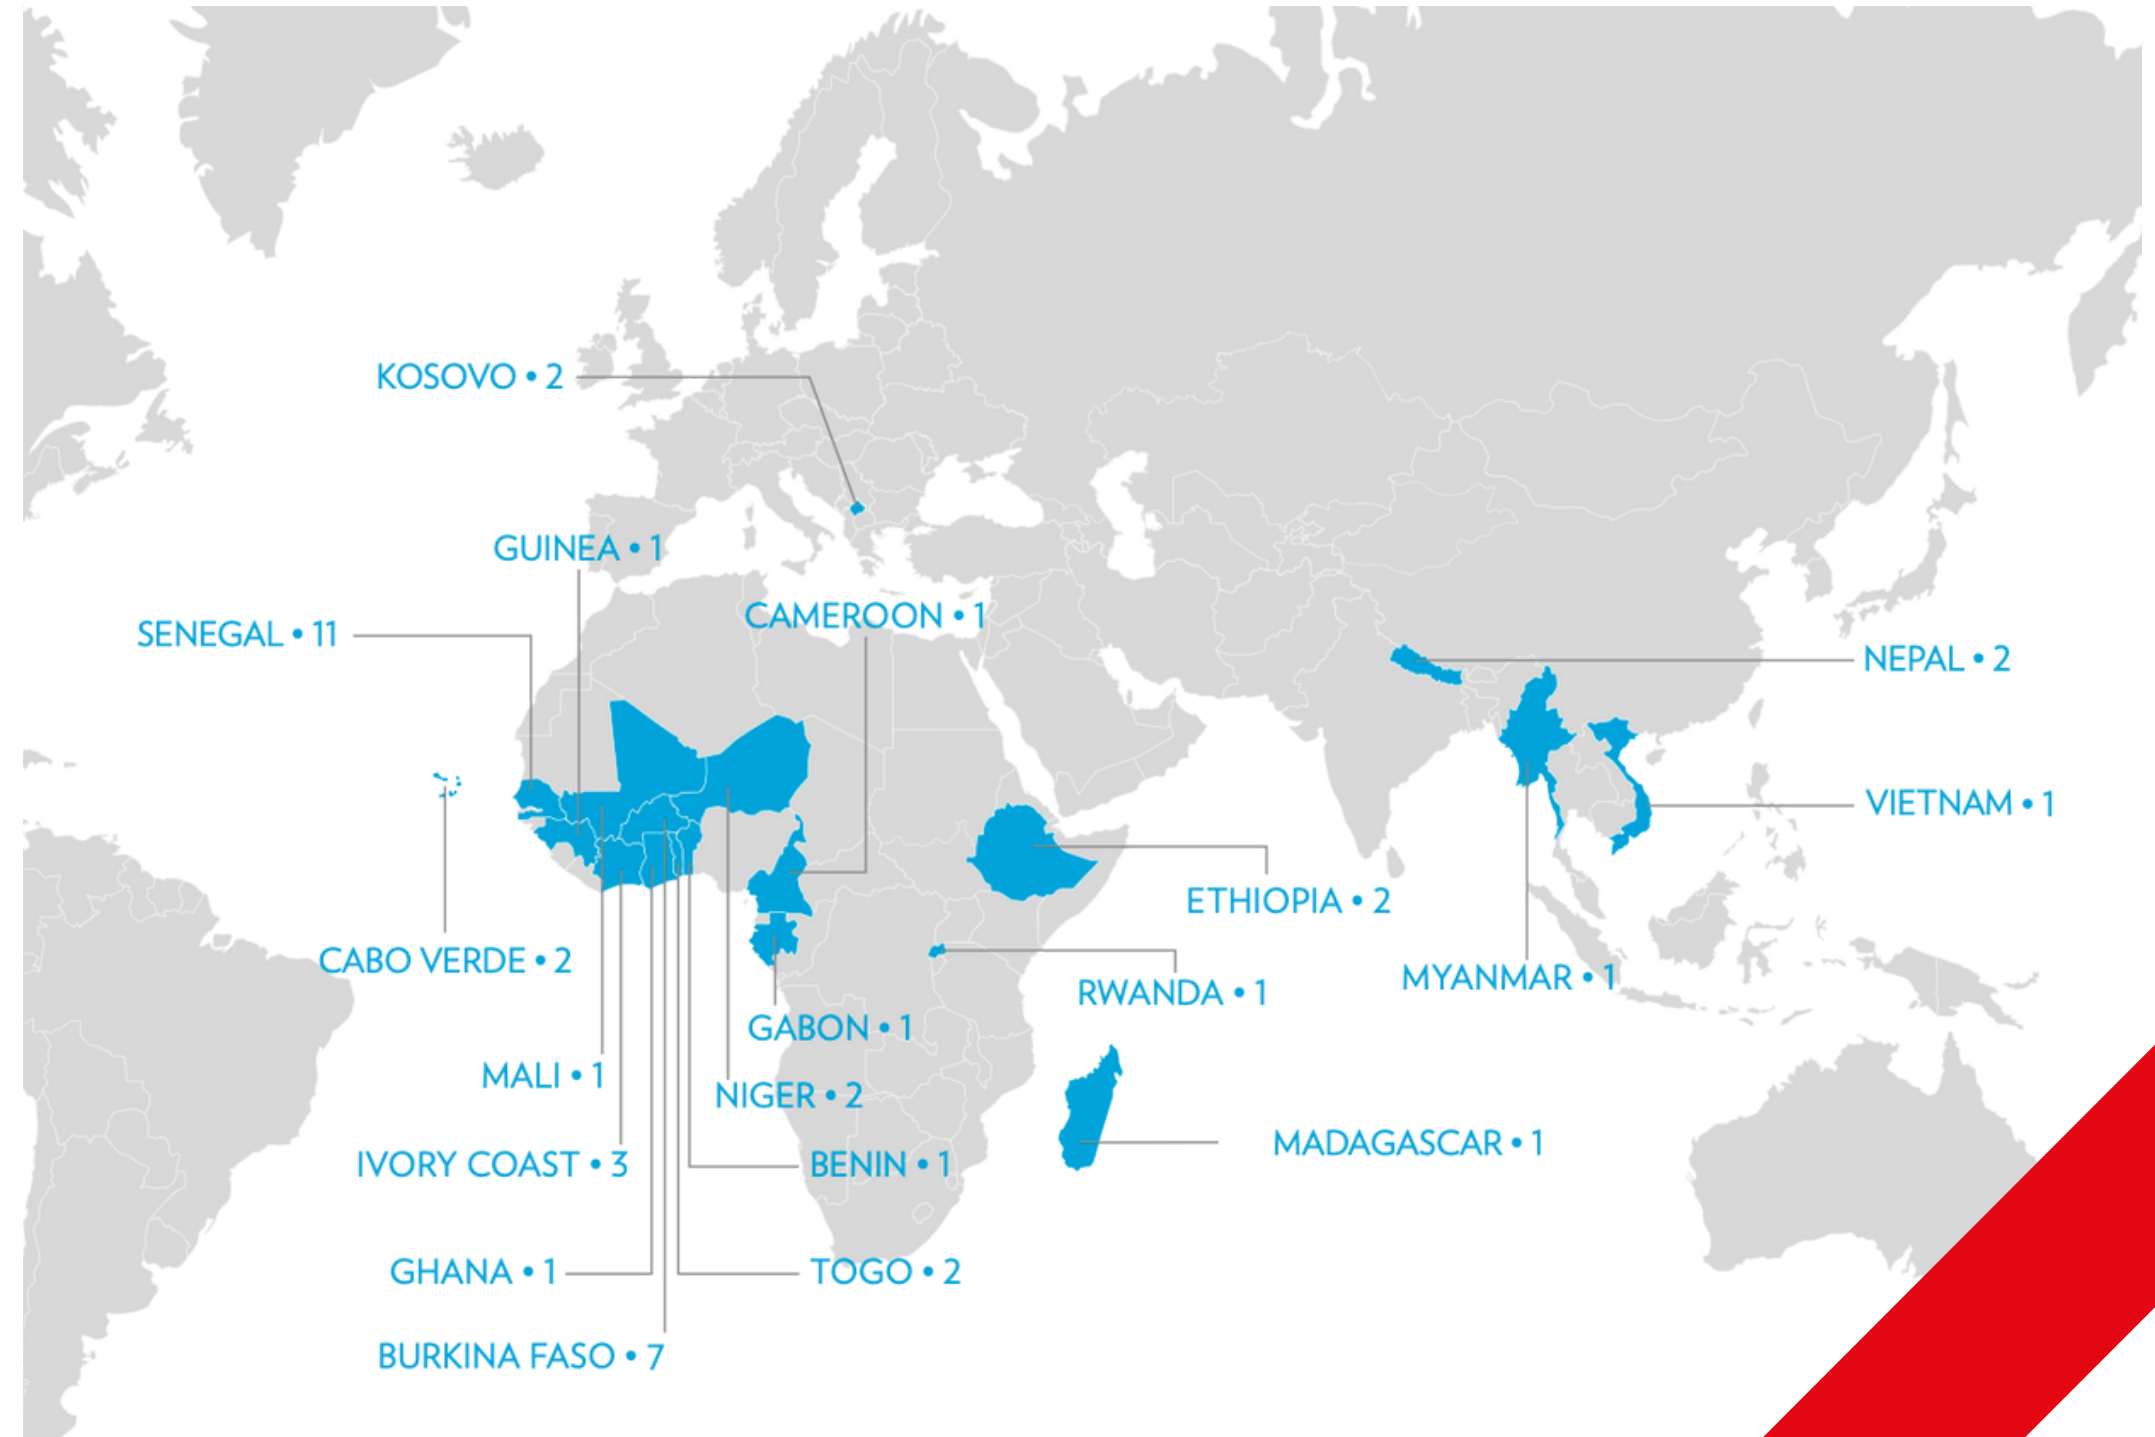 KOSOVO • 2
GUINEA • 1
CAMEROON • 1
SENEGAL • 11
NEPAL • 2
VIETNAM • 1
ETHIOPIA • 2
CABO VERDE • 2
MYANMAR • 1
RWANDA • 1
GABON • 1
MALI • 1
NIGER • 2
MADAGASCAR • 1
IVORY COAST • 3
BENIN • 1
GHANA • 1
TOGO • 2
BURKINA FASO • 7